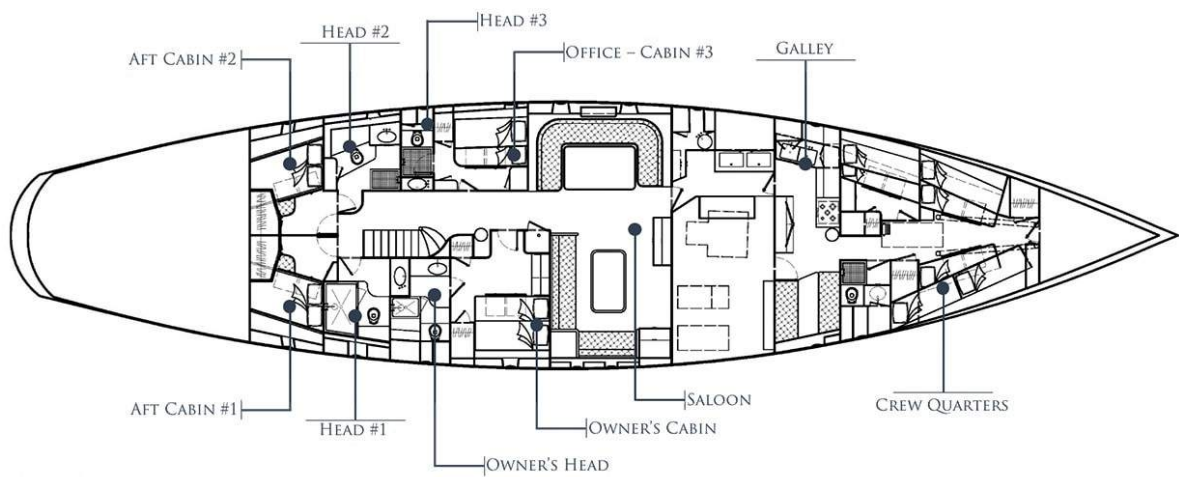 Head #3
Head #2
Aft Cabin #2
Office – Cabin #3
Galley
Aft Cabin #1
Head #1
Owner's Head
Owner's Cabin
Saloon
Crew Quarters